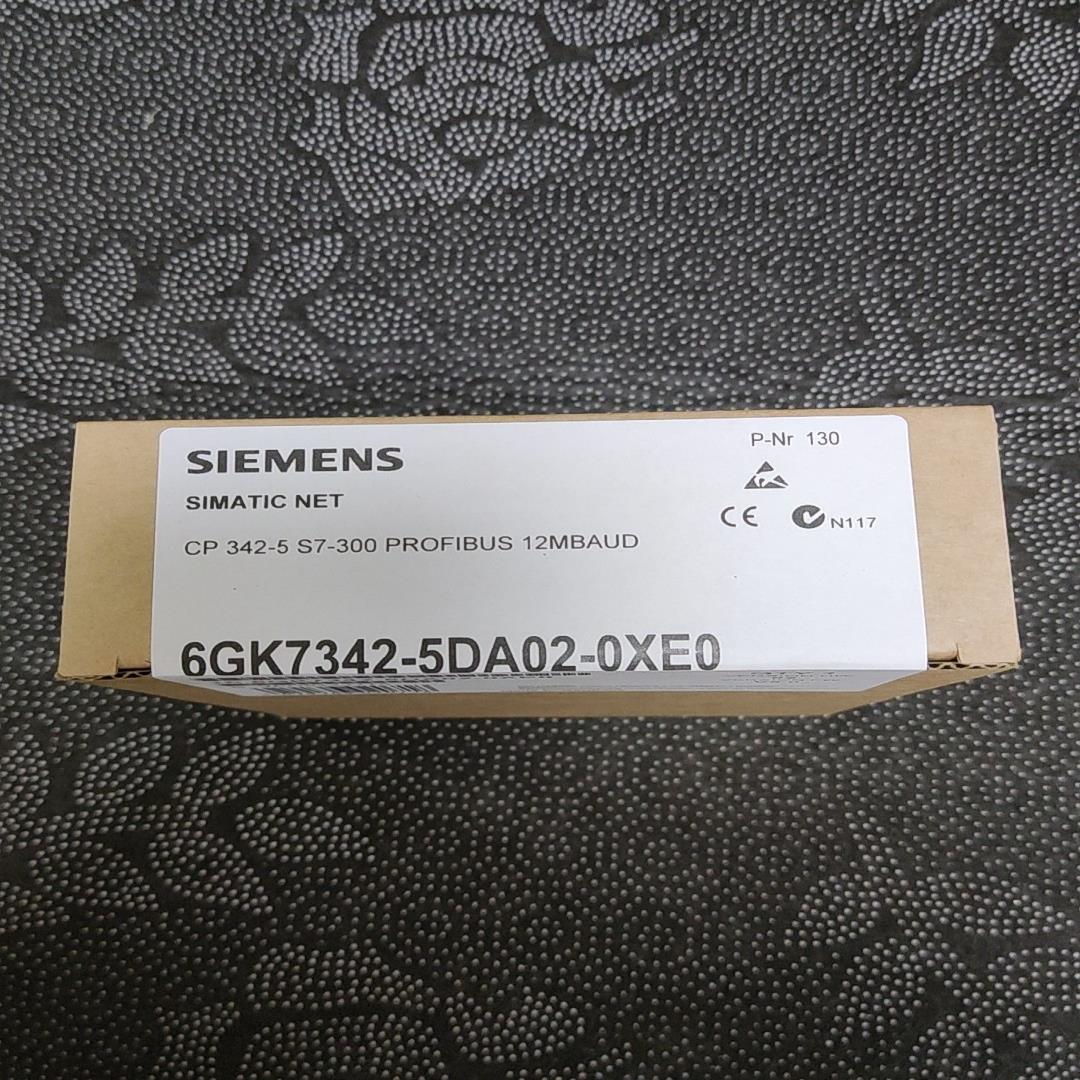 SIEMENS
P-Nr 130
SIMATIC NET
CE
N117
CP 342-5 S7-300 PROFIBUS 12MBAUD
6GK7342-5DA02-0XE0